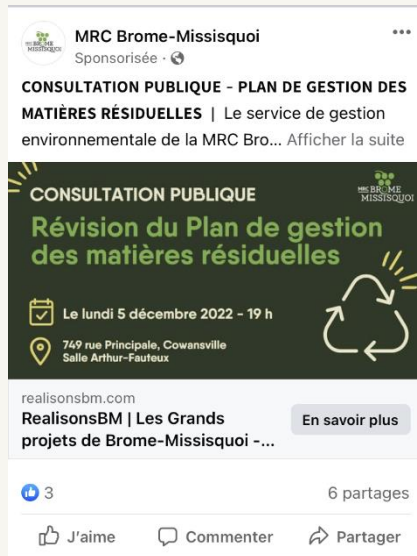 MRC Brome-Missisquoi
Sponsorisée ·
CONSULTATION PUBLIQUE - PLAN DE GESTION DES
MATIÈRES RÉSIDUELLES | Le service de gestion
environnementale de la MRC Bro... Afficher la suite
CONSULTATION PUBLIQUE
MRC BROME
MISSISQUOI
Révision du Plan de gestion
des matières résiduelles
Le lundi 5 décembre 2022 - 19 h
749 rue Principale, Cowansville
Salle Arthur-Fauteux
realisonsbm.com
RealisonsBM | Les Grands
projets de Brome-Missisquoi -...
En savoir plus
3
6 partages
J'aime
Commenter
Partager